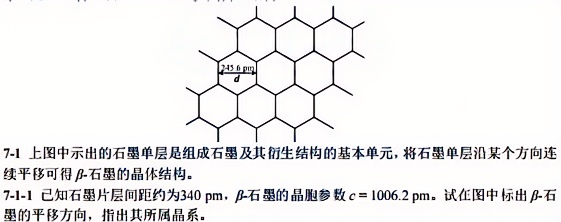 245.6 pm
d
7-1 上图中示出的石墨单层是组成石墨及其衍生结构的基本单元，将石墨单层沿某个方向连
续平移可得 β-石墨的晶体结构。
7-1-1 已知石墨片层间距约为340 pm，β-石墨的晶胞参数 c = 1006.2 pm。试在图中标出 β-石
墨的平移方向，指出其所属晶系。